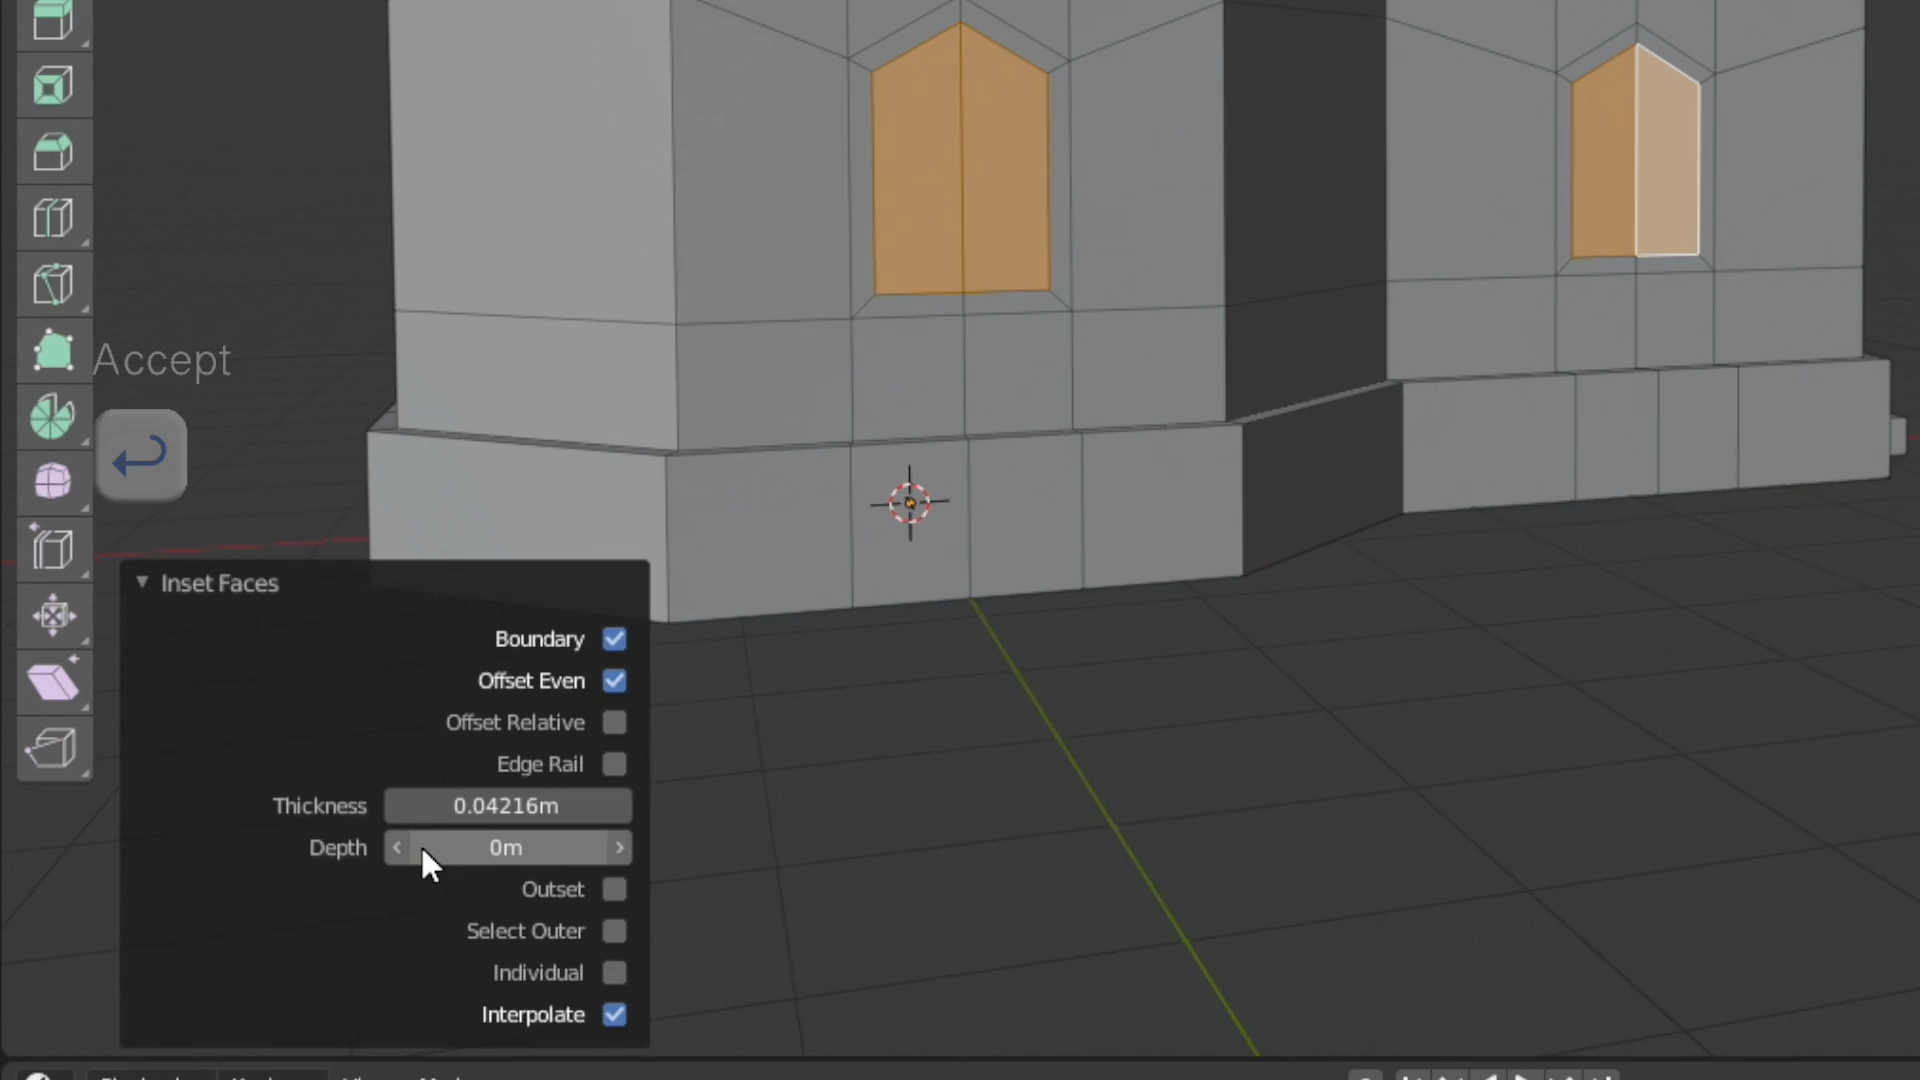 Accept
Inset Faces
Boundary
Offset Even
Offset Relative
Edge Rail
Thickness 0.04216m
Depth 0m
Outset
Select Outer
Individual
Interpolate